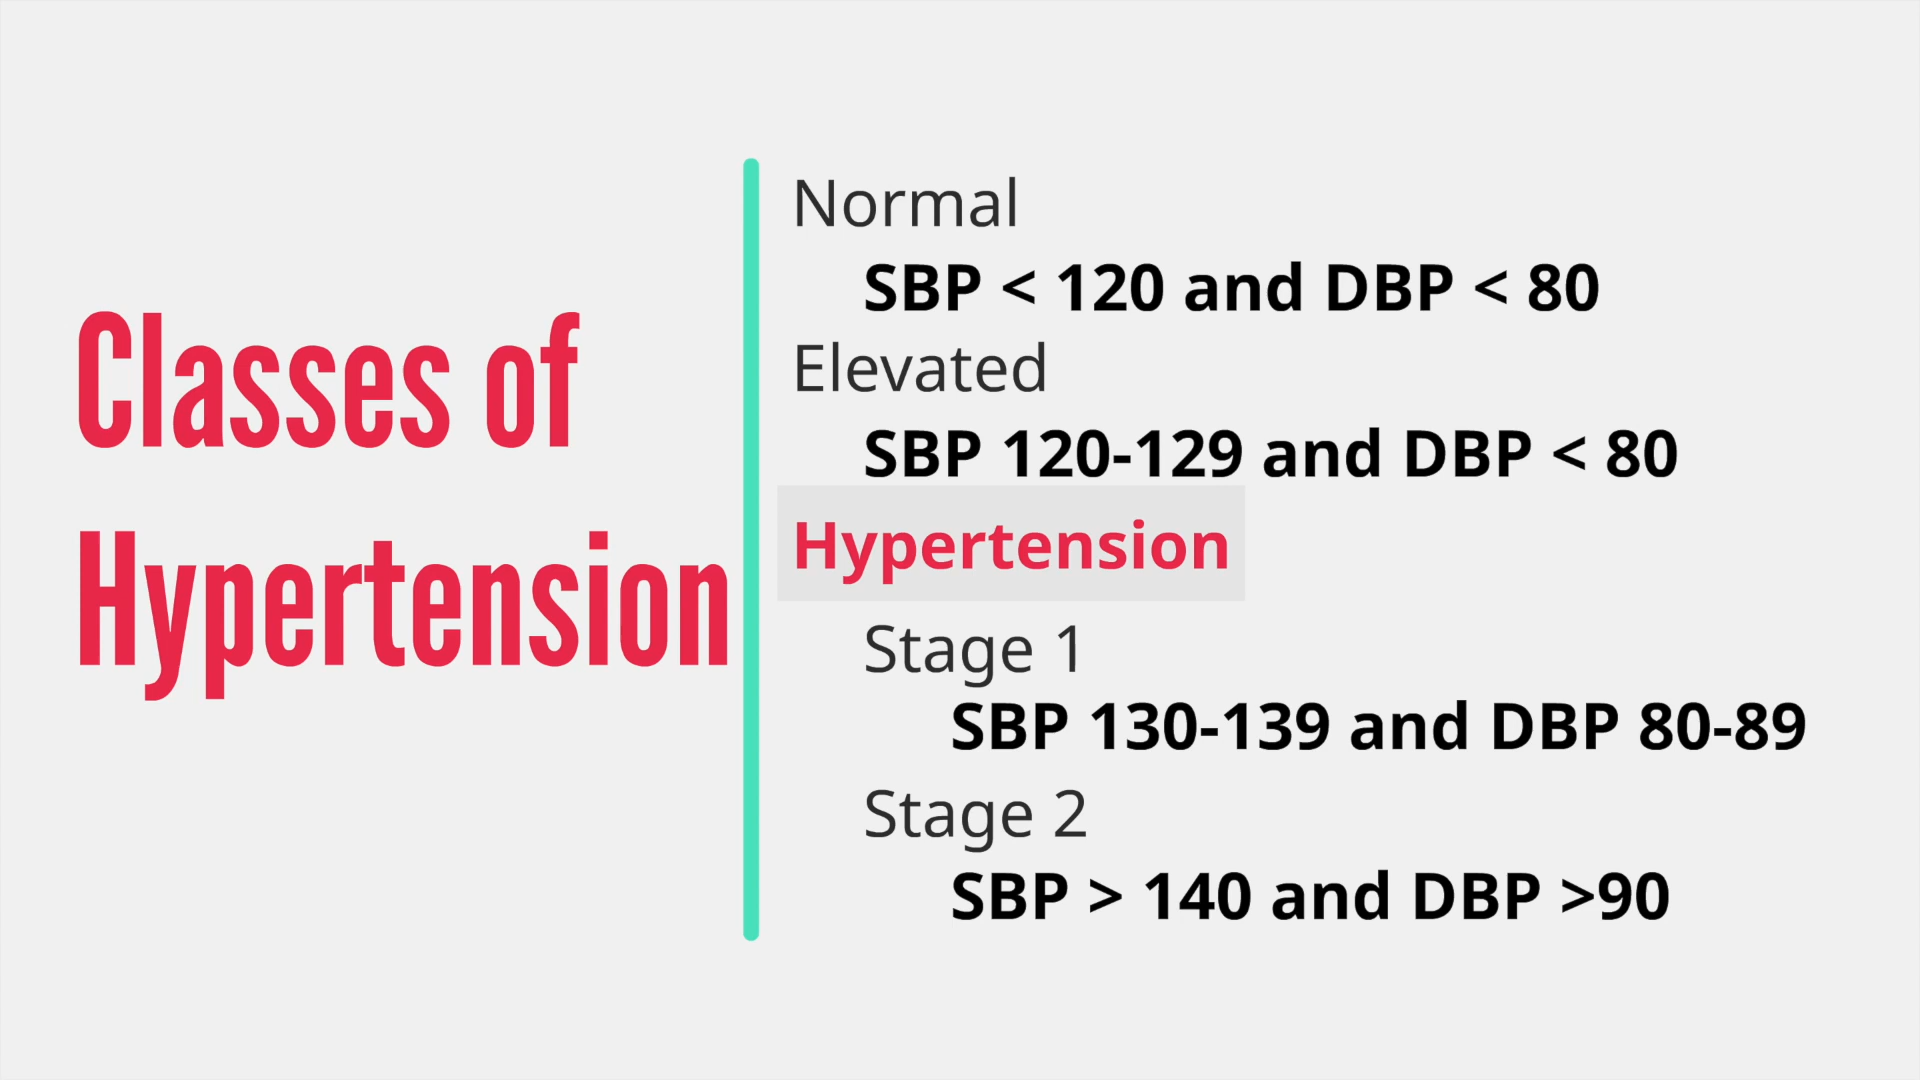 Classes of
Hypertension
Normal
SBP < 120 and DBP < 80
Elevated
SBP 120-129 and DBP < 80
Hypertension
Stage 1
SBP 130-139 and DBP 80-89
Stage 2
SBP > 140 and DBP >90